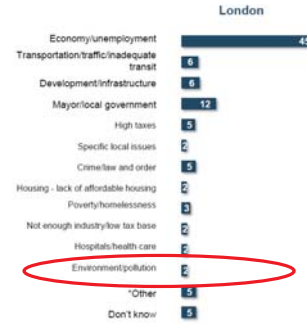 London
Economy/unemployment 45
Transportation/traffic/inadequate
transit 6
Development/infrastructure 6
Mayor/local government 12
High taxes 5
Specific local issues 2
Crime/law and order 5
Housing - lack of affordable housing 2
Poverty/homelessness 3
Not enough industry/low tax base 2
Hospitals/health care 2
Environment/pollution 2
*Other 5
Don't know 5